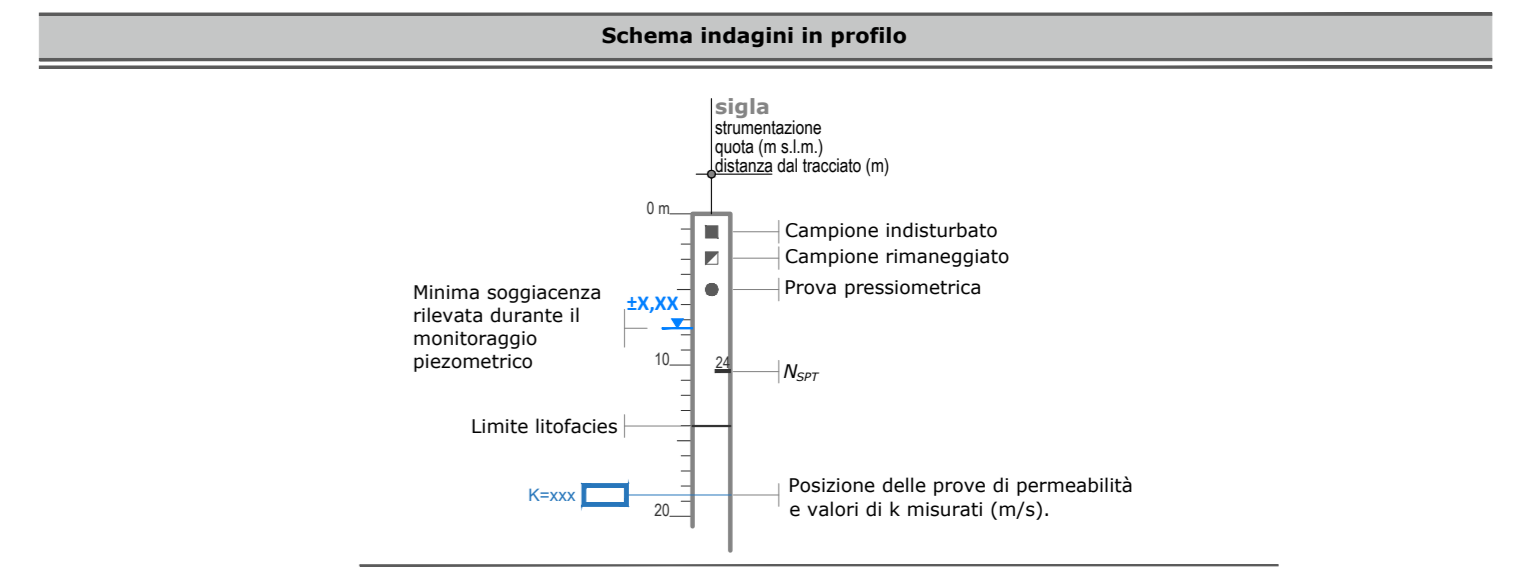 Schema indagini in profilo
sigla
strumentazione
quota (m s.l.m.)
distanza dal tracciato (m)
0 m
Campione indisturbato
Campione rimaneggiato
Prova pressiometrica
Minima soggiacenza
rilevata durante il
monitoraggio
piezometrico
±X,XX
10
24
NSPT
Limite litofacies
K=xxx
Posizione delle prove di permeabilità
e valori di k misurati (m/s).
20